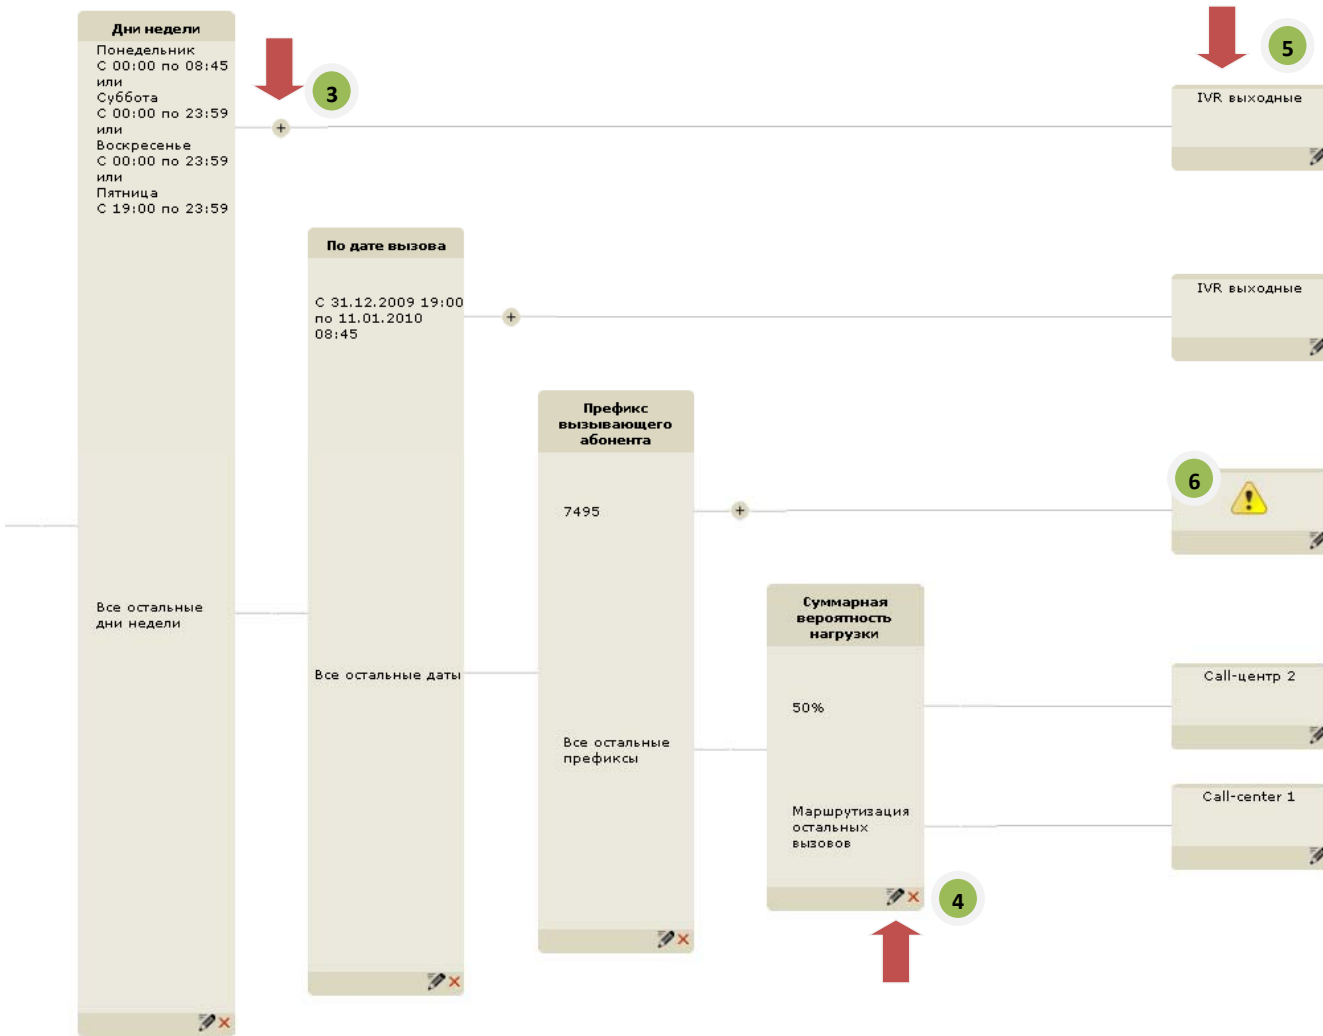 Дни недели
Понедельник
С 00:00 по 08:45
или
Суббота
С 00:00 по 23:59
или
Воскресенье
С 00:00 по 23:59
или
Пятница
С 19:00 по 23:59
Все остальные
дни недели
3
5
IVR выходные
По дате вызова
С 31.12.2009 19:00
по 11.01.2010
08:45
Все остальные даты
IVR выходные
Префикс
вызывающего
абонента
7495
Все остальные
префиксы
6
Суммарная
вероятность
нагрузки
50%
Маршрутизация
остальных
вызовов
4
Call-центр 2
Call-center 1